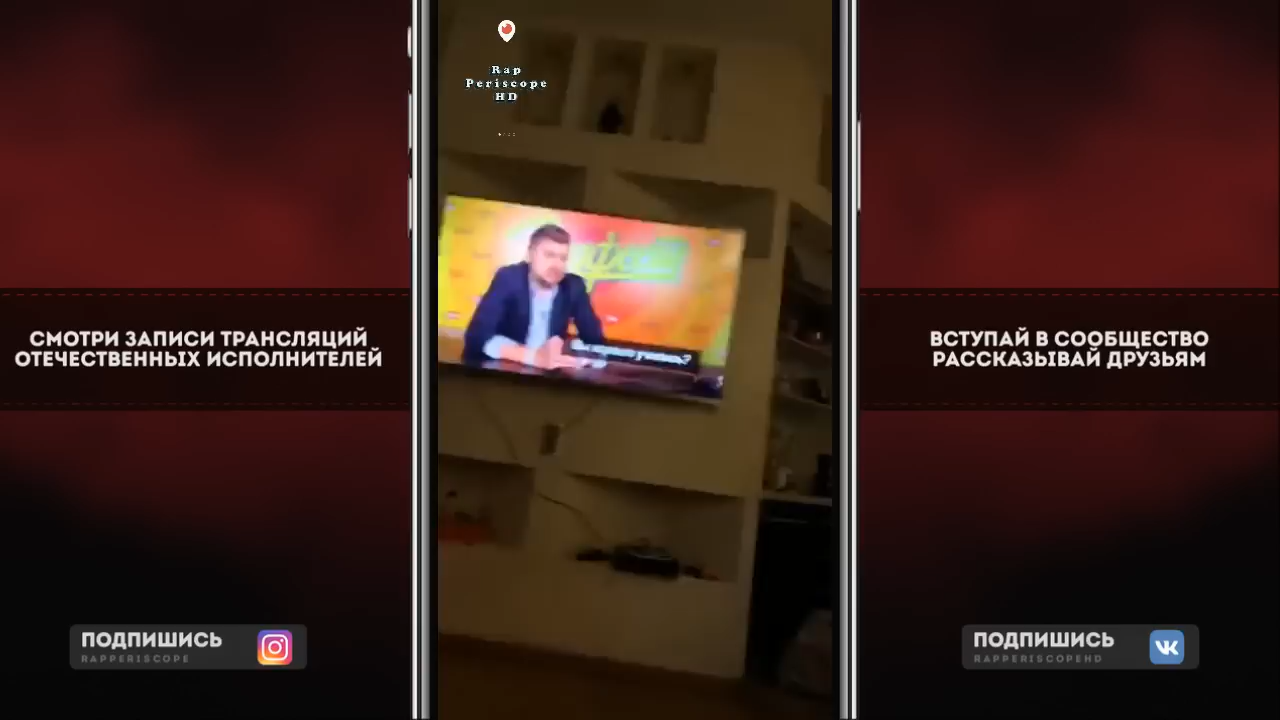 Rap
Periscope
HD
СМОТРИ ЗАПИСИ ТРАНСЛЯЦИЙ
ОТЕЧЕСТВЕННЫХ ИСПОЛНИТЕЛЕЙ
ВСТУПАЙ В СООБЩЕСТВО
РАССКАЗЫВАЙ ДРУЗЬЯМ
ПОДПИШИСЬ
RAPPERISCOPE
ПОДПИШИСЬ
RAPPERISCOPEHD